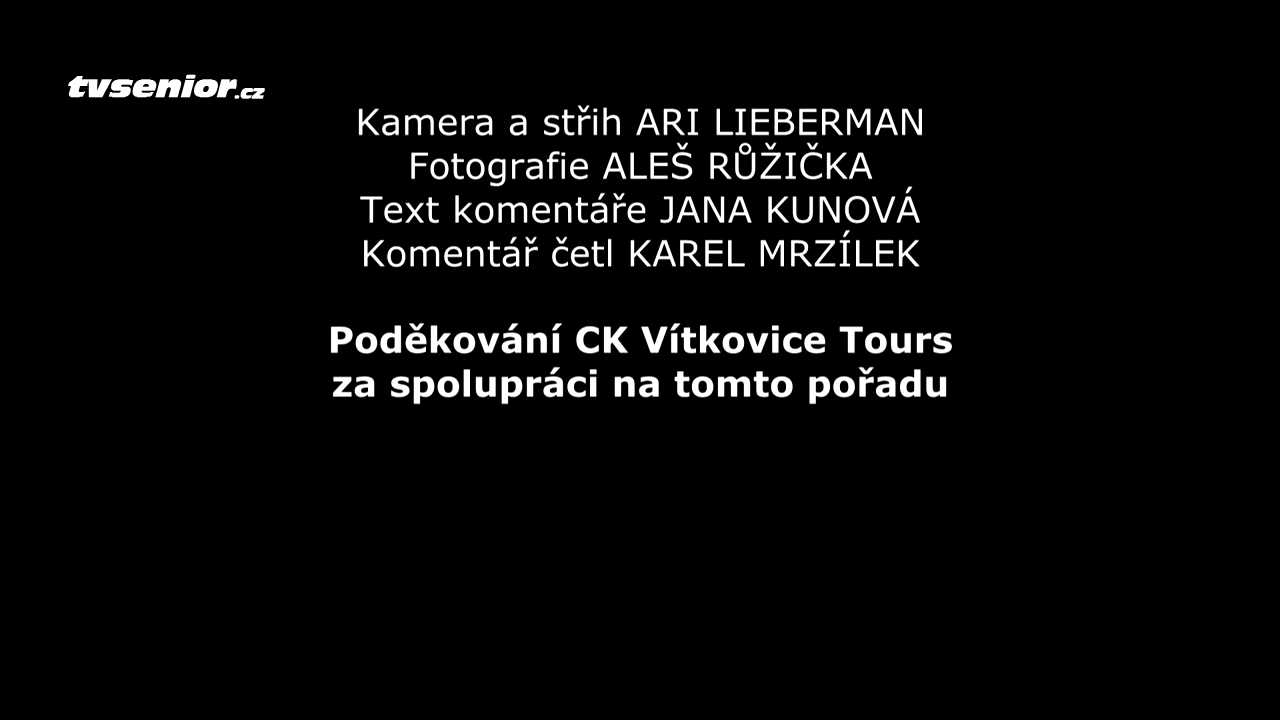 tvsenior.cz
Kamera a střih ARI LIEBERMAN
Fotografie ALEŠ RŮŽIČKA
Text komentáře JANA KUNOVÁ
Komentář četl KAREL MRZÍLEK
Poděkování CK Vítkovice Tours
za spolupráci na tomto pořadu